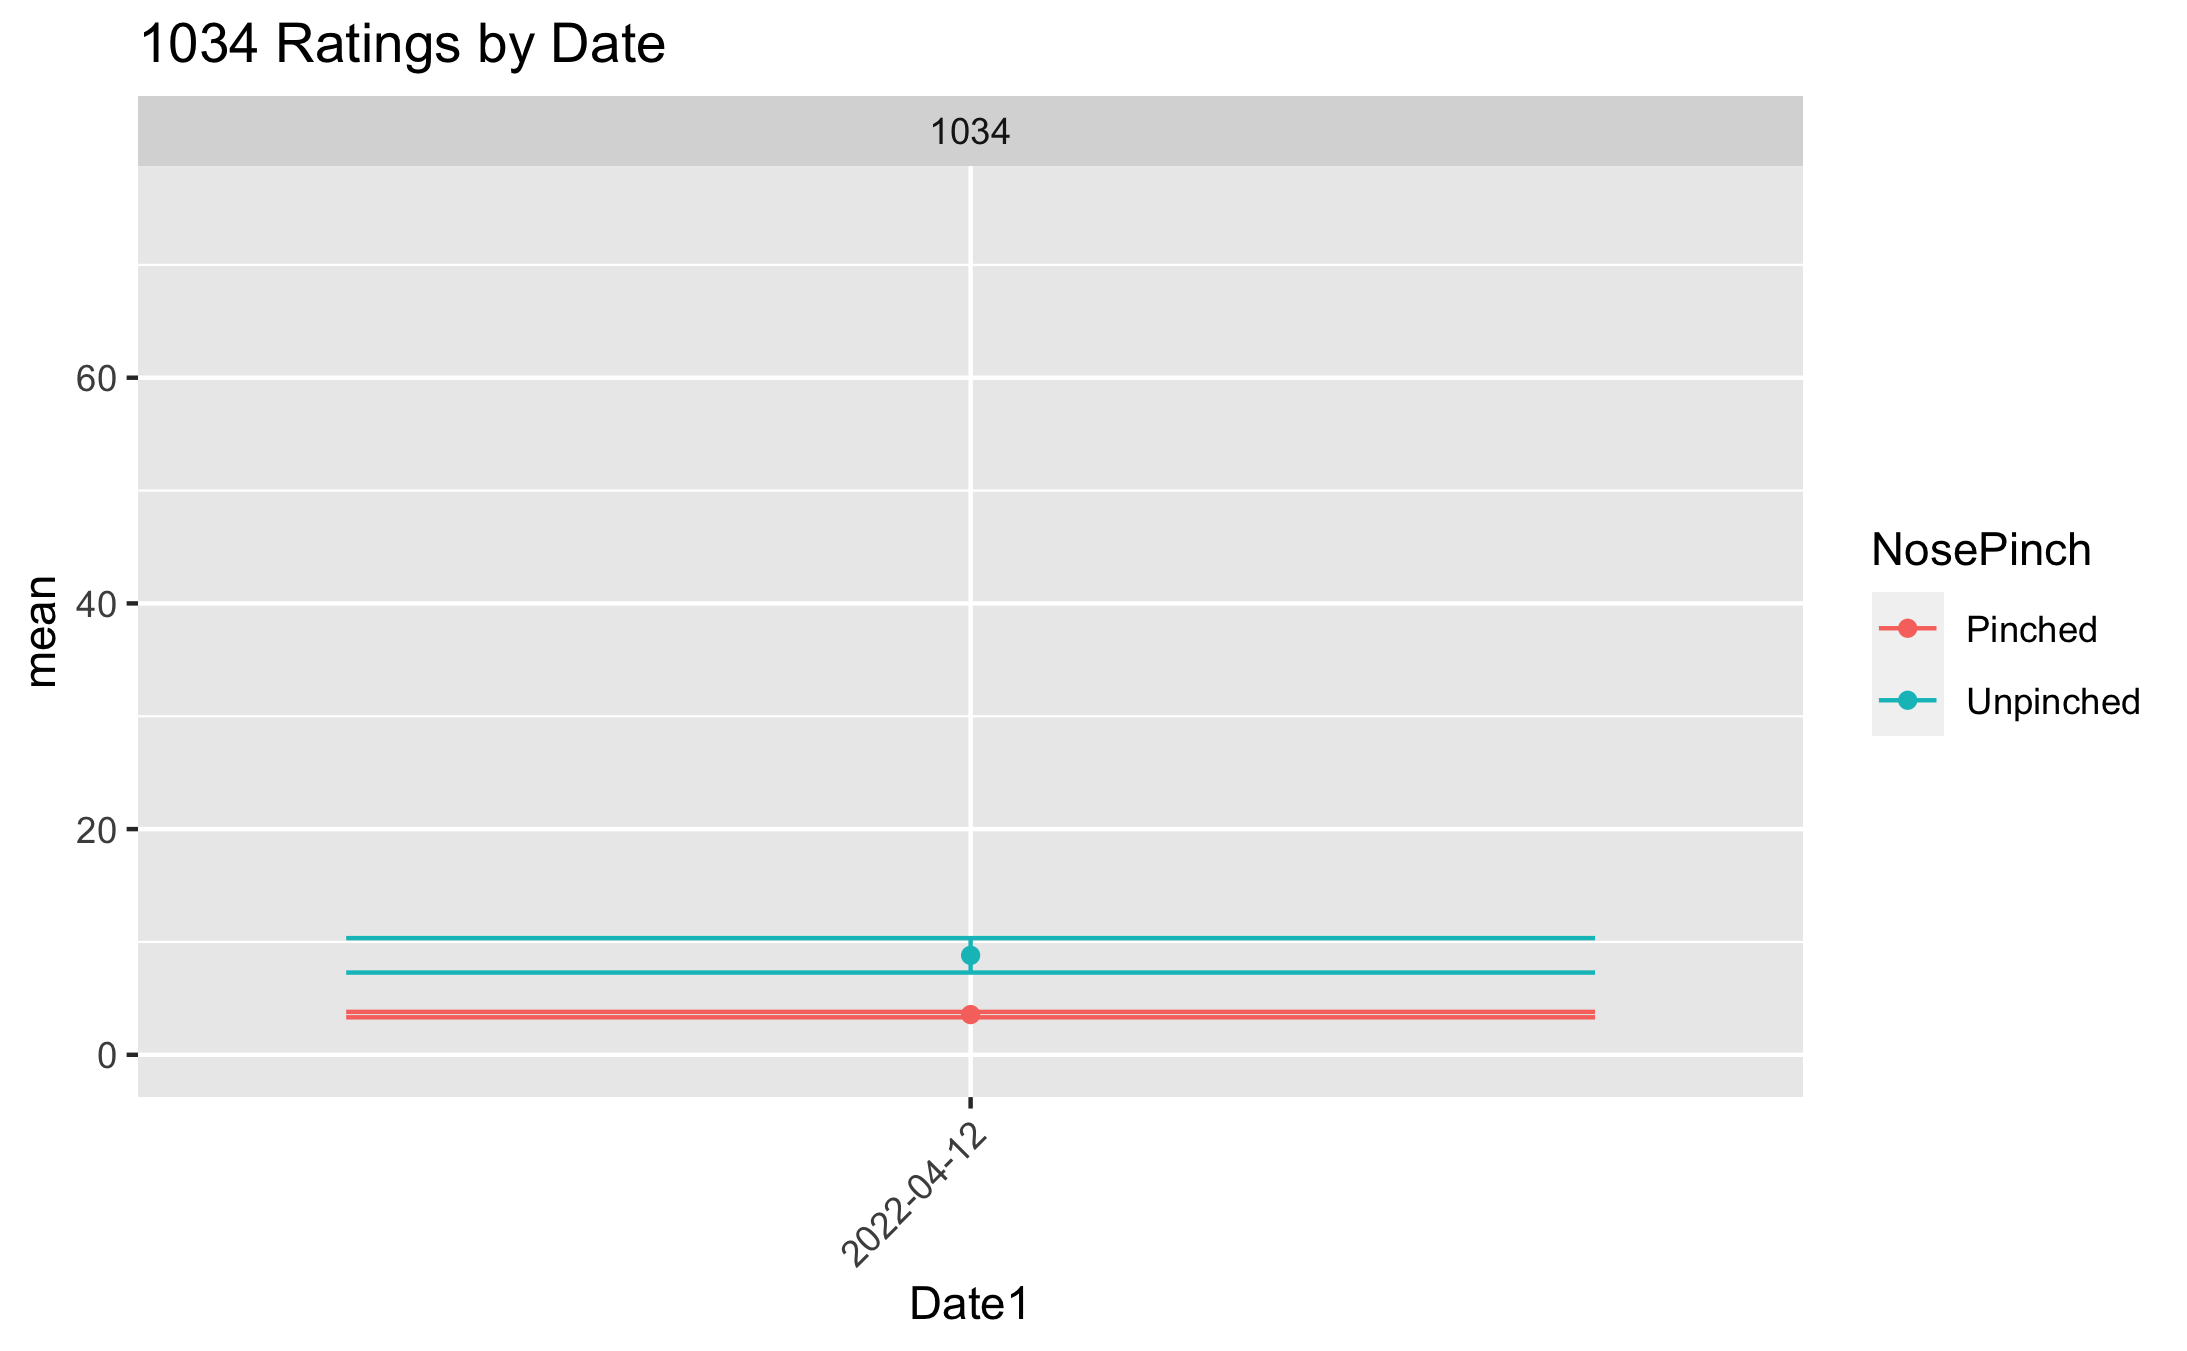 1034 Ratings by Date
1034
60
40
20
0
mean
2022-04-12
Date1
NosePinch
Pinched
Unpinched